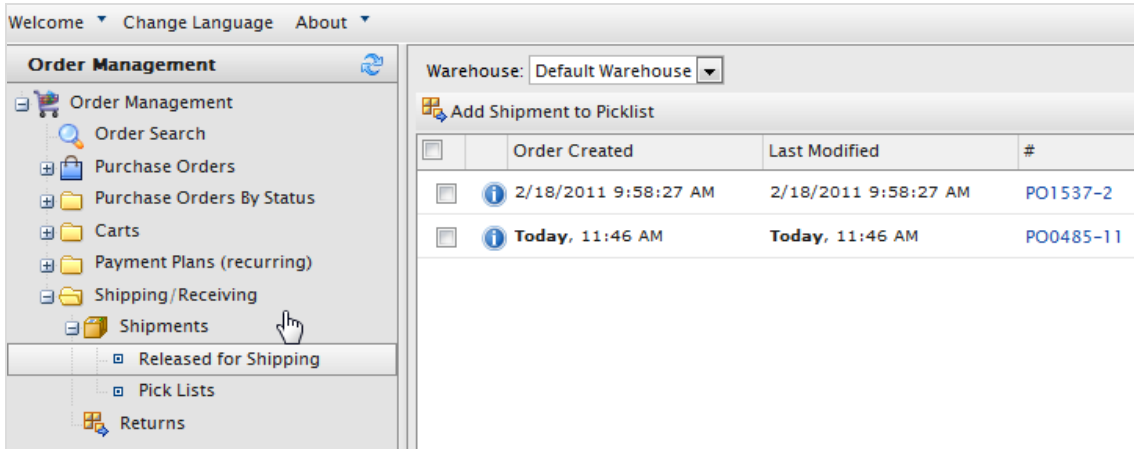 Welcome Change Language About
Order Management
Order Management
Order Search
Purchase Orders
Purchase Orders By Status
Carts
Payment Plans (recurring)
Shipping/Receiving
Shipments
Released for Shipping
Pick Lists
Returns
Warehouse: Default Warehouse
Add Shipment to Picklist
Order Created Last Modified #
2/18/2011 9:58:27 AM 2/18/2011 9:58:27 AM PO1537-2
Today, 11:46 AM Today, 11:46 AM PO0485-11